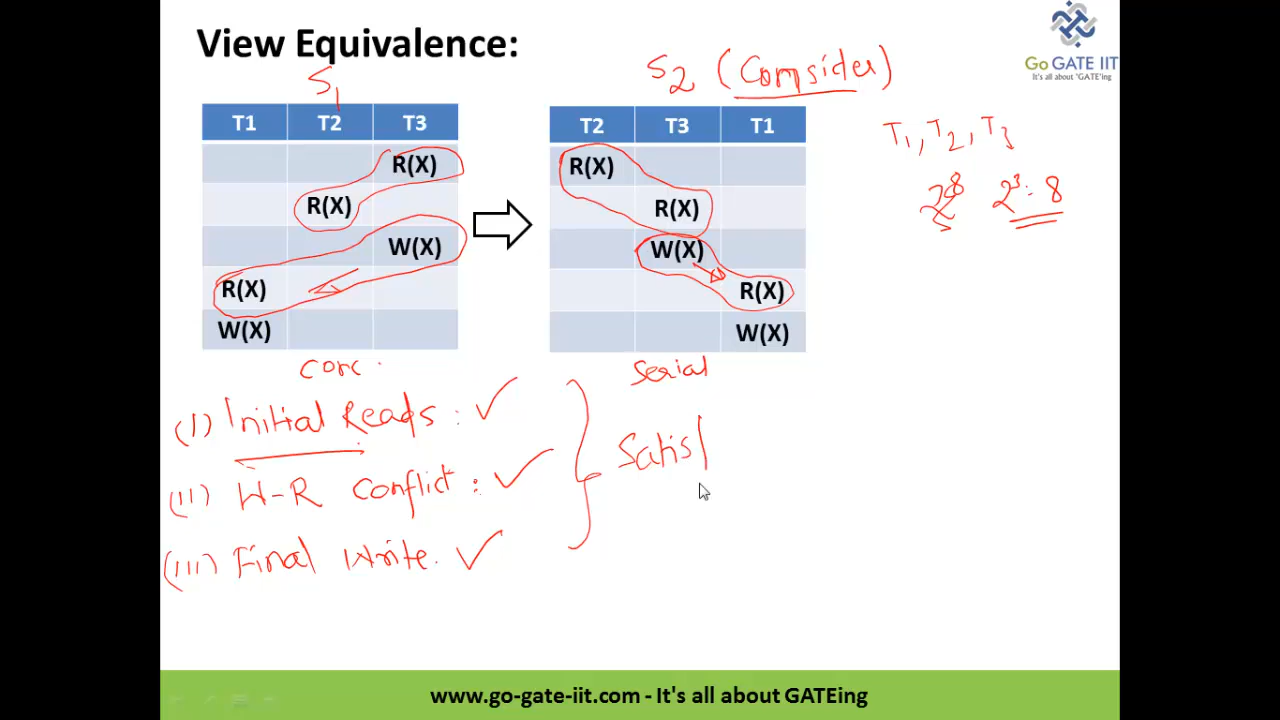 View Equivalence:
Go GATE IIT
It's all about 'GATE'ing
S1
S2 (Consider)
T1 T2 T3
R(X)
R(X)
W(X)
R(X)
W(X)
T2 T3 T1
R(X)
R(X)
W(X)
R(X)
W(X)
T1, T2, T3
2^3 = 8
conc.
Serial
(I) Initial Reads : ✓
(II) W-R Conflict : ✓
(III) Final Write. ✓
Satisf
www.go-gate-iit.com - It's all about GATEing